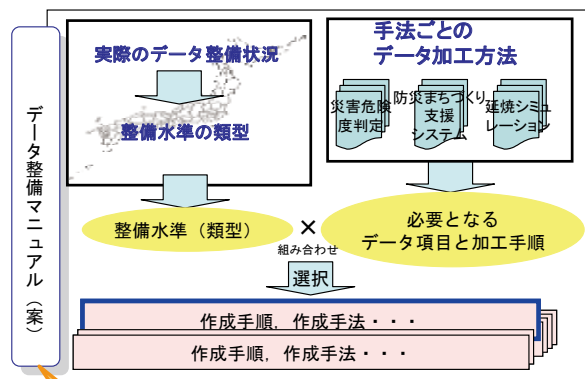 データ整備マニュアル（案）
実際のデータ整備状況
整備水準の類型
手法ごとの
データ加工方法
災害危険
度判定
防災まちづくり
支援
システム
延焼シミュ
レーション
整備水準（類型）
×
組み合わせ
必要となる
データ項目と加工手順
選択
作成手順，作成手法・・・
作成手順，作成手法・・・